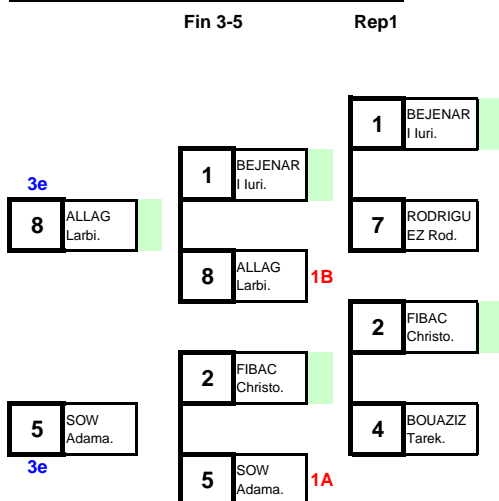 Fin 3-5
Rep1
1
BEJENAR
I Iuri.
7
RODRIGU
EZ Rod.
2
FIBAC
Christo.
4
BOUAZIZ
Tarek.
1
BEJENAR
I Iuri.
8
ALLAG
Larbi.
1B
2
FIBAC
Christo.
5
SOW
Adama.
1A
3e
8
ALLAG
Larbi.
5
SOW
Adama.
3e